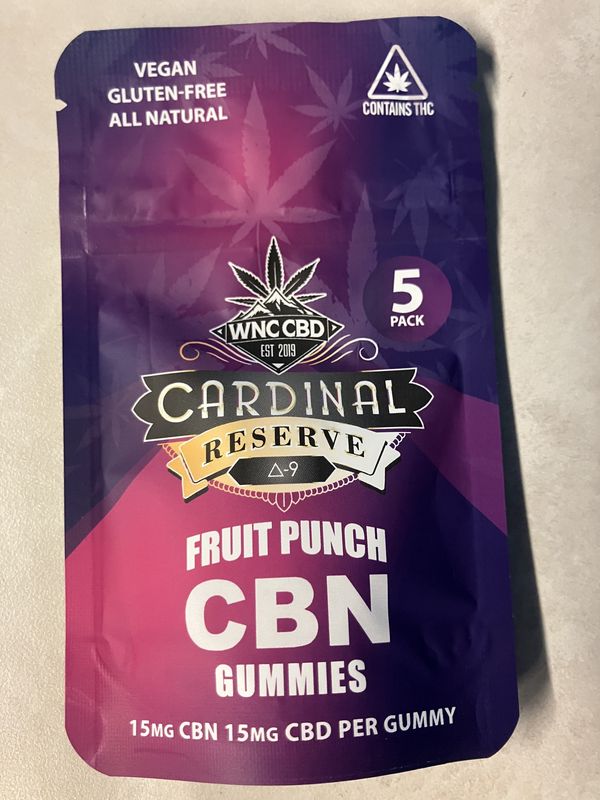 VEGAN
GLUTEN-FREE
ALL NATURAL
CONTAINS THC
5
PACK
WNC CBD
EST 2019
CARDINAL
RESERVE
△-9
FRUIT PUNCH
CBN
GUMMIES
15MG CBN 15MG CBD PER GUMMY